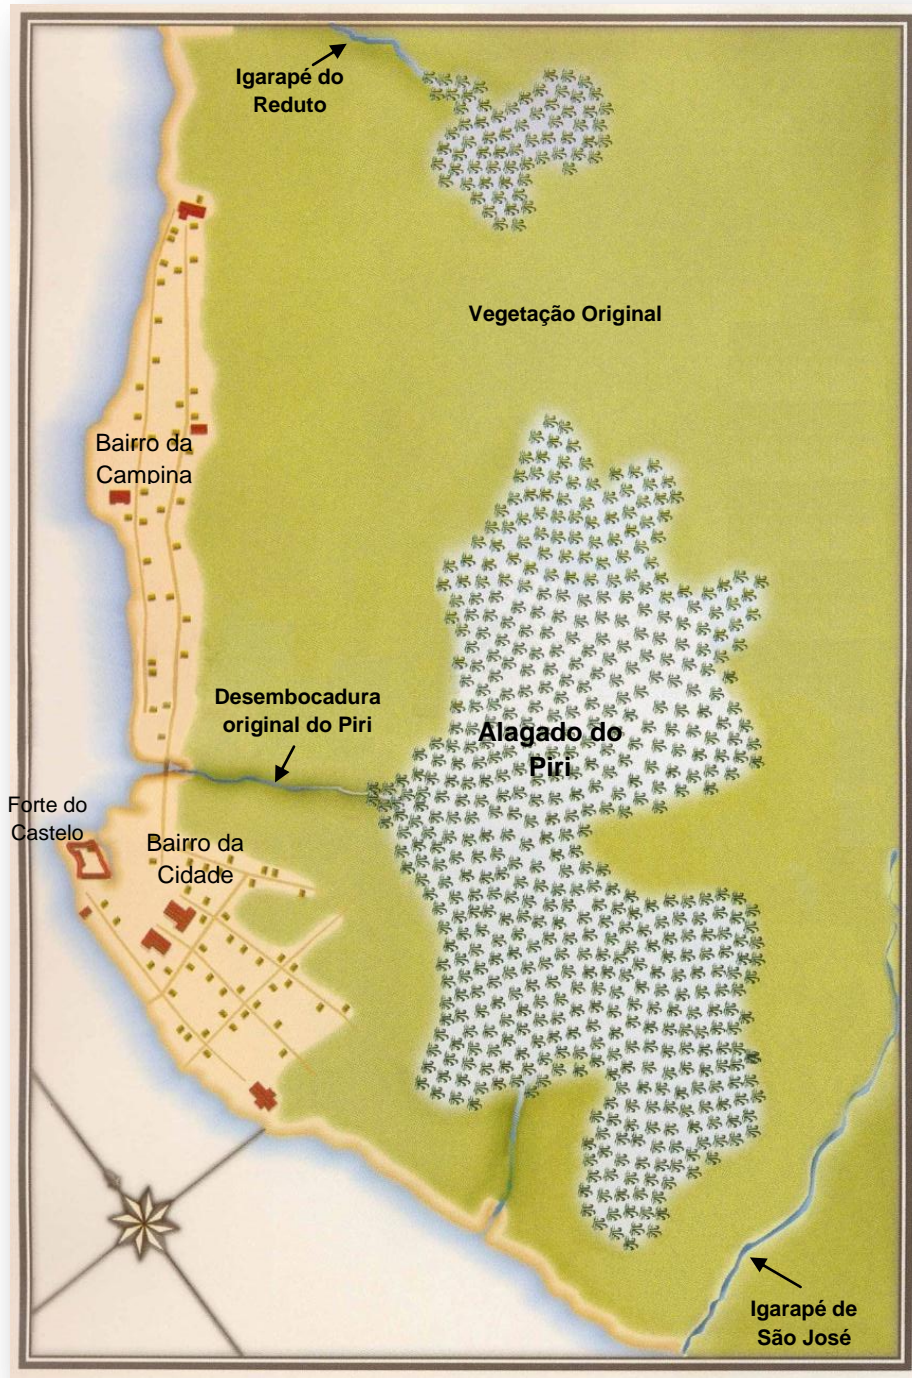 Igarapé do
Reduto
Vegetação Original
Bairro da
Campina
Desembocadura
original do Piri
Alagado do
Piri
Forte do
Castelo
Bairro da
Cidade
Igarapé de
São José